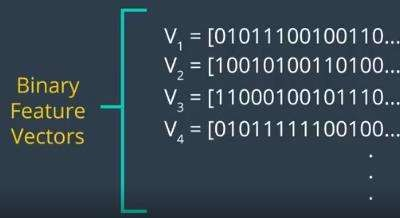 Binary
Feature
Vectors
V₁ = [01011100100110...
V₂ = [10010100110100...
V₃ = [11000100101110...
V₄ = [01011111100100...
.
.
.